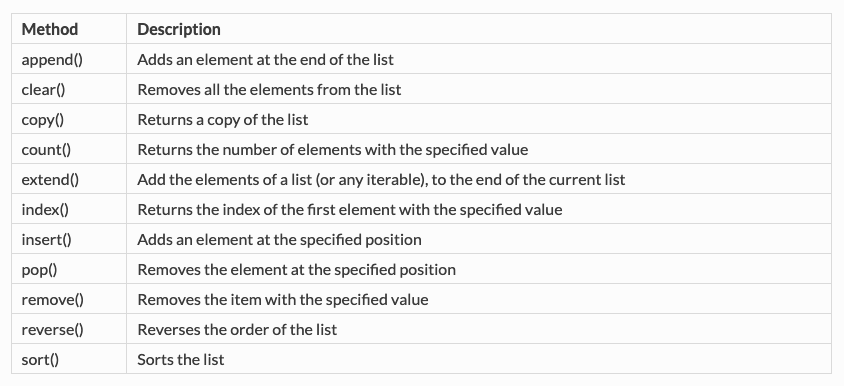 Method Description
append() Adds an element at the end of the list
clear() Removes all the elements from the list
copy() Returns a copy of the list
count() Returns the number of elements with the specified value
extend() Add the elements of a list (or any iterable), to the end of the current list
index() Returns the index of the first element with the specified value
insert() Adds an element at the specified position
pop() Removes the element at the specified position
remove() Removes the item with the specified value
reverse() Reverses the order of the list
sort() Sorts the list